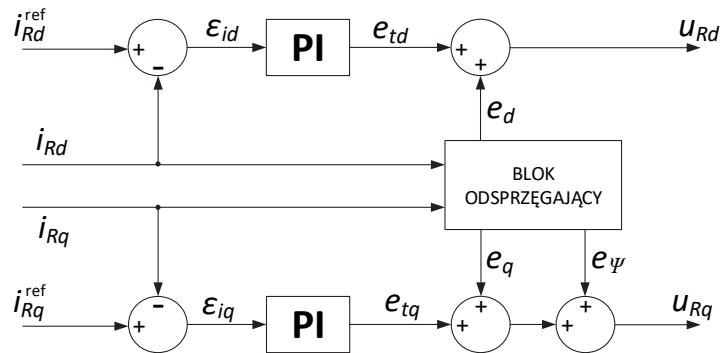 i_Rd^ref + - ε_id PI e_td + + u_Rd
e_d
i_Rd
BLOK
ODSPRZĘGAJĄCY
i_Rq
e_q e_Ψ
i_Rq^ref + - ε_iq PI e_tq + + + + u_Rq